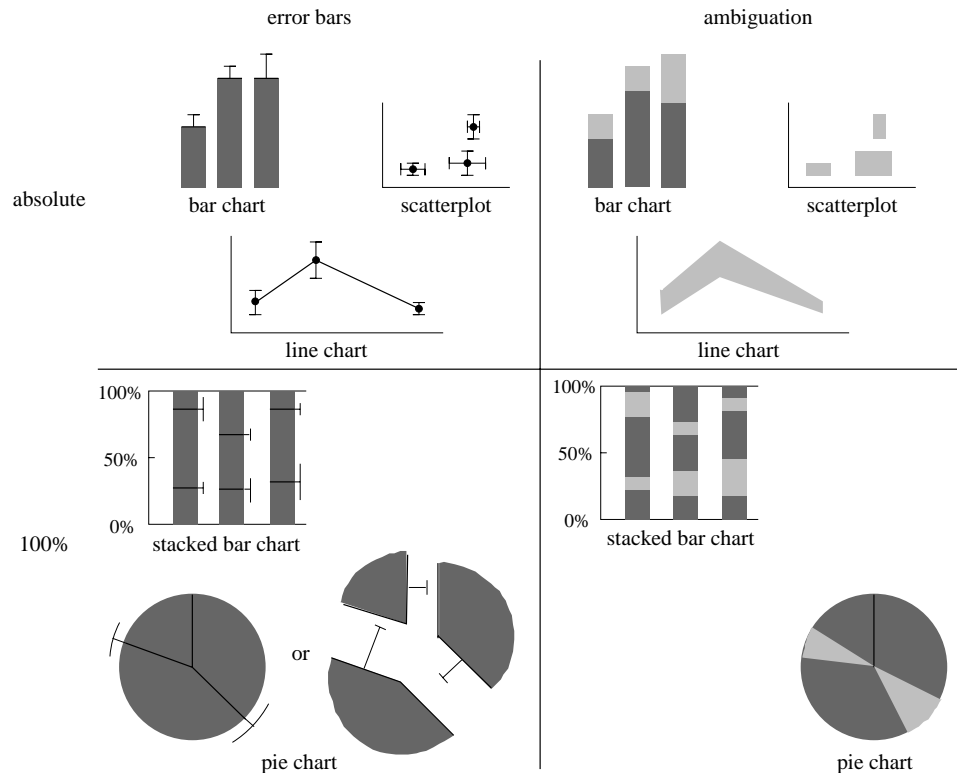 error bars
ambiguation
absolute
bar chart
scatterplot
line chart
bar chart
scatterplot
line chart
100%
100%
50%
0%
stacked bar chart
or
pie chart
100%
50%
0%
stacked bar chart
pie chart